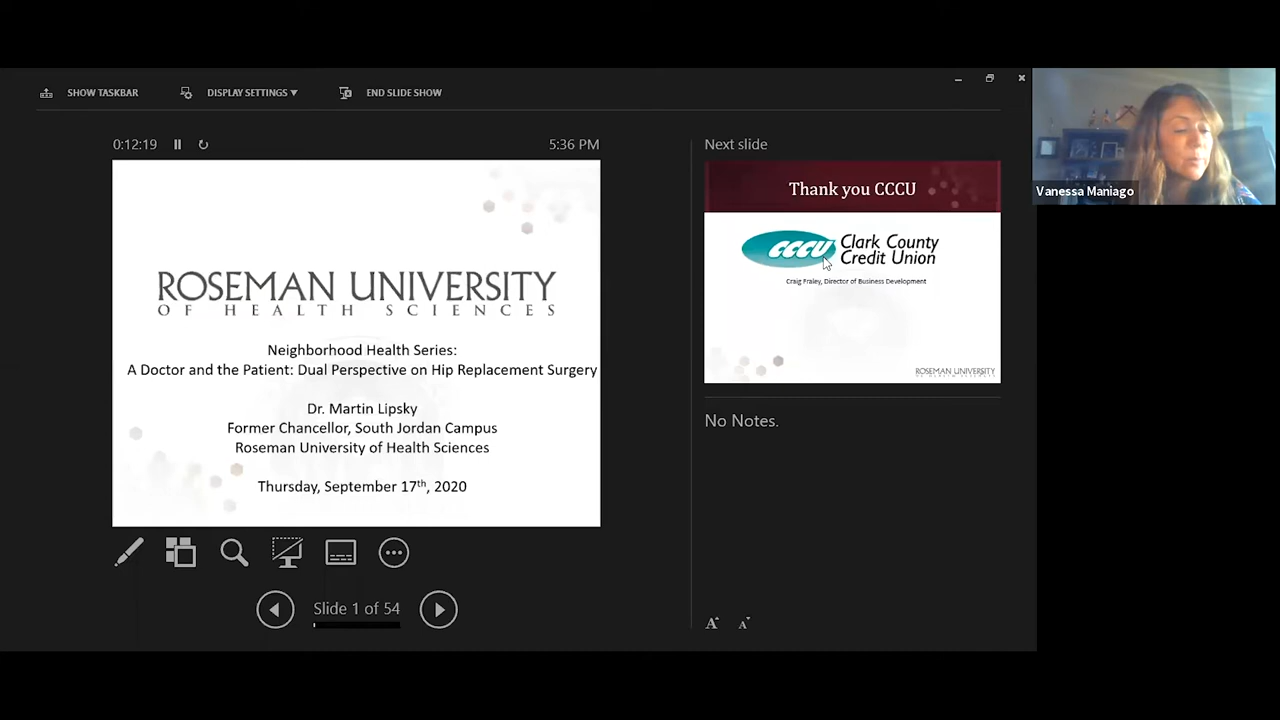 SHOW TASKBAR
DISPLAY SETTINGS ▼
END SLIDE SHOW
0:12:19
5:36 PM
ROSEMAN UNIVERSITY
OF HEALTH SCIENCES
Neighborhood Health Series:
A Doctor and the Patient: Dual Perspective on Hip Replacement Surgery
Dr. Martin Lipsky
Former Chancellor, South Jordan Campus
Roseman University of Health Sciences
Thursday, September 17th, 2020
Slide 1 of 54
Next slide
Thank you CCCU
CCCU
Clark County
Credit Union
Craig Fraley, Director of Business Development
ROSEMAN UNIVERSITY
OF HEALTH SCIENCES
No Notes.
A A
Vanessa Maniago